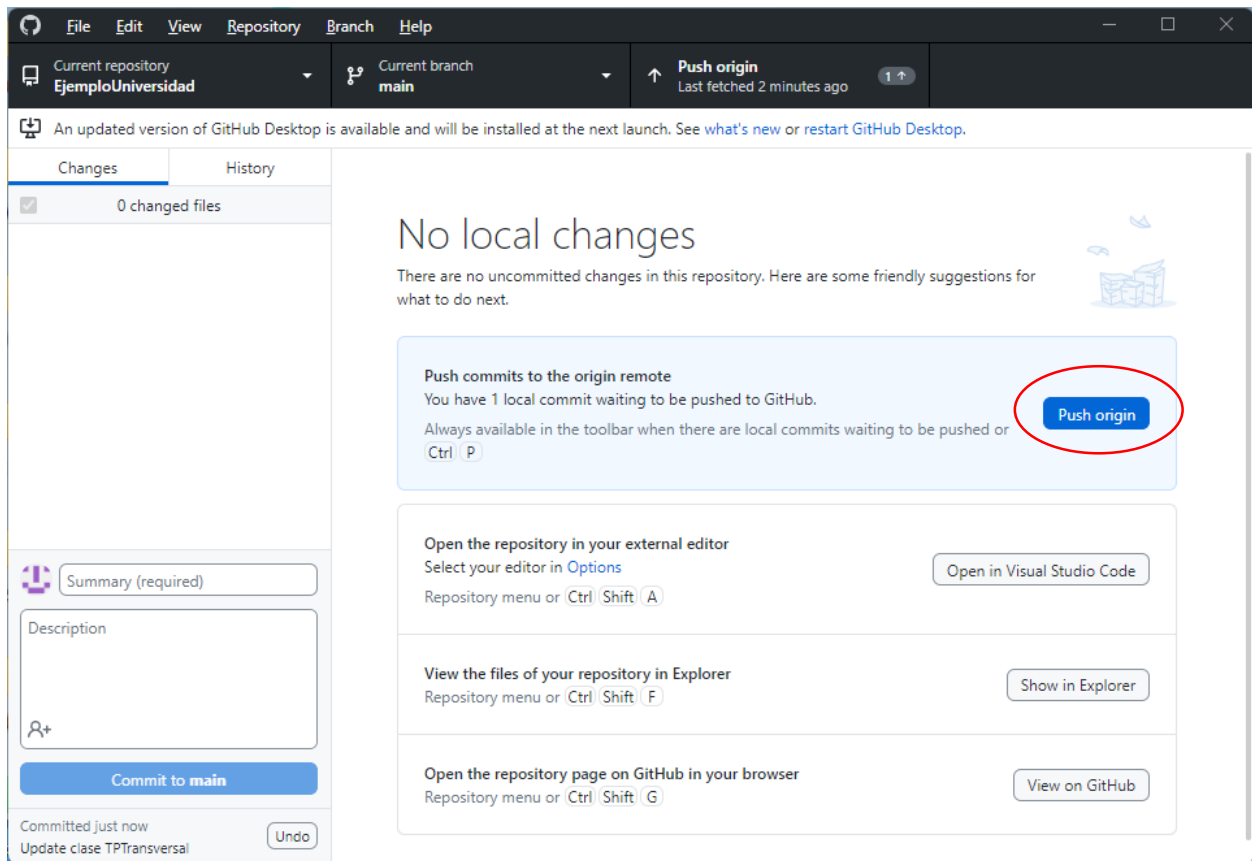 File Edit View Repository Branch Help
Current repository
EjemploUniversidad
Current branch
main
Push origin
Last fetched 2 minutes ago
1
An updated version of GitHub Desktop is available and will be installed at the next launch. See what's new or restart GitHub Desktop.
Changes History
0 changed files
No local changes
There are no uncommitted changes in this repository. Here are some friendly suggestions for
what to do next.
Push commits to the origin remote
You have 1 local commit waiting to be pushed to GitHub.
Always available in the toolbar when there are local commits waiting to be pushed or
Ctrl P
Push origin
Open the repository in your external editor
Select your editor in Options
Repository menu or Ctrl Shift A
Open in Visual Studio Code
View the files of your repository in Explorer
Repository menu or Ctrl Shift F
Show in Explorer
Open the repository page on GitHub in your browser
Repository menu or Ctrl Shift G
View on GitHub
Summary (required)
Description
Commit to main
Committed just now
Update clase TPTransversal
Undo